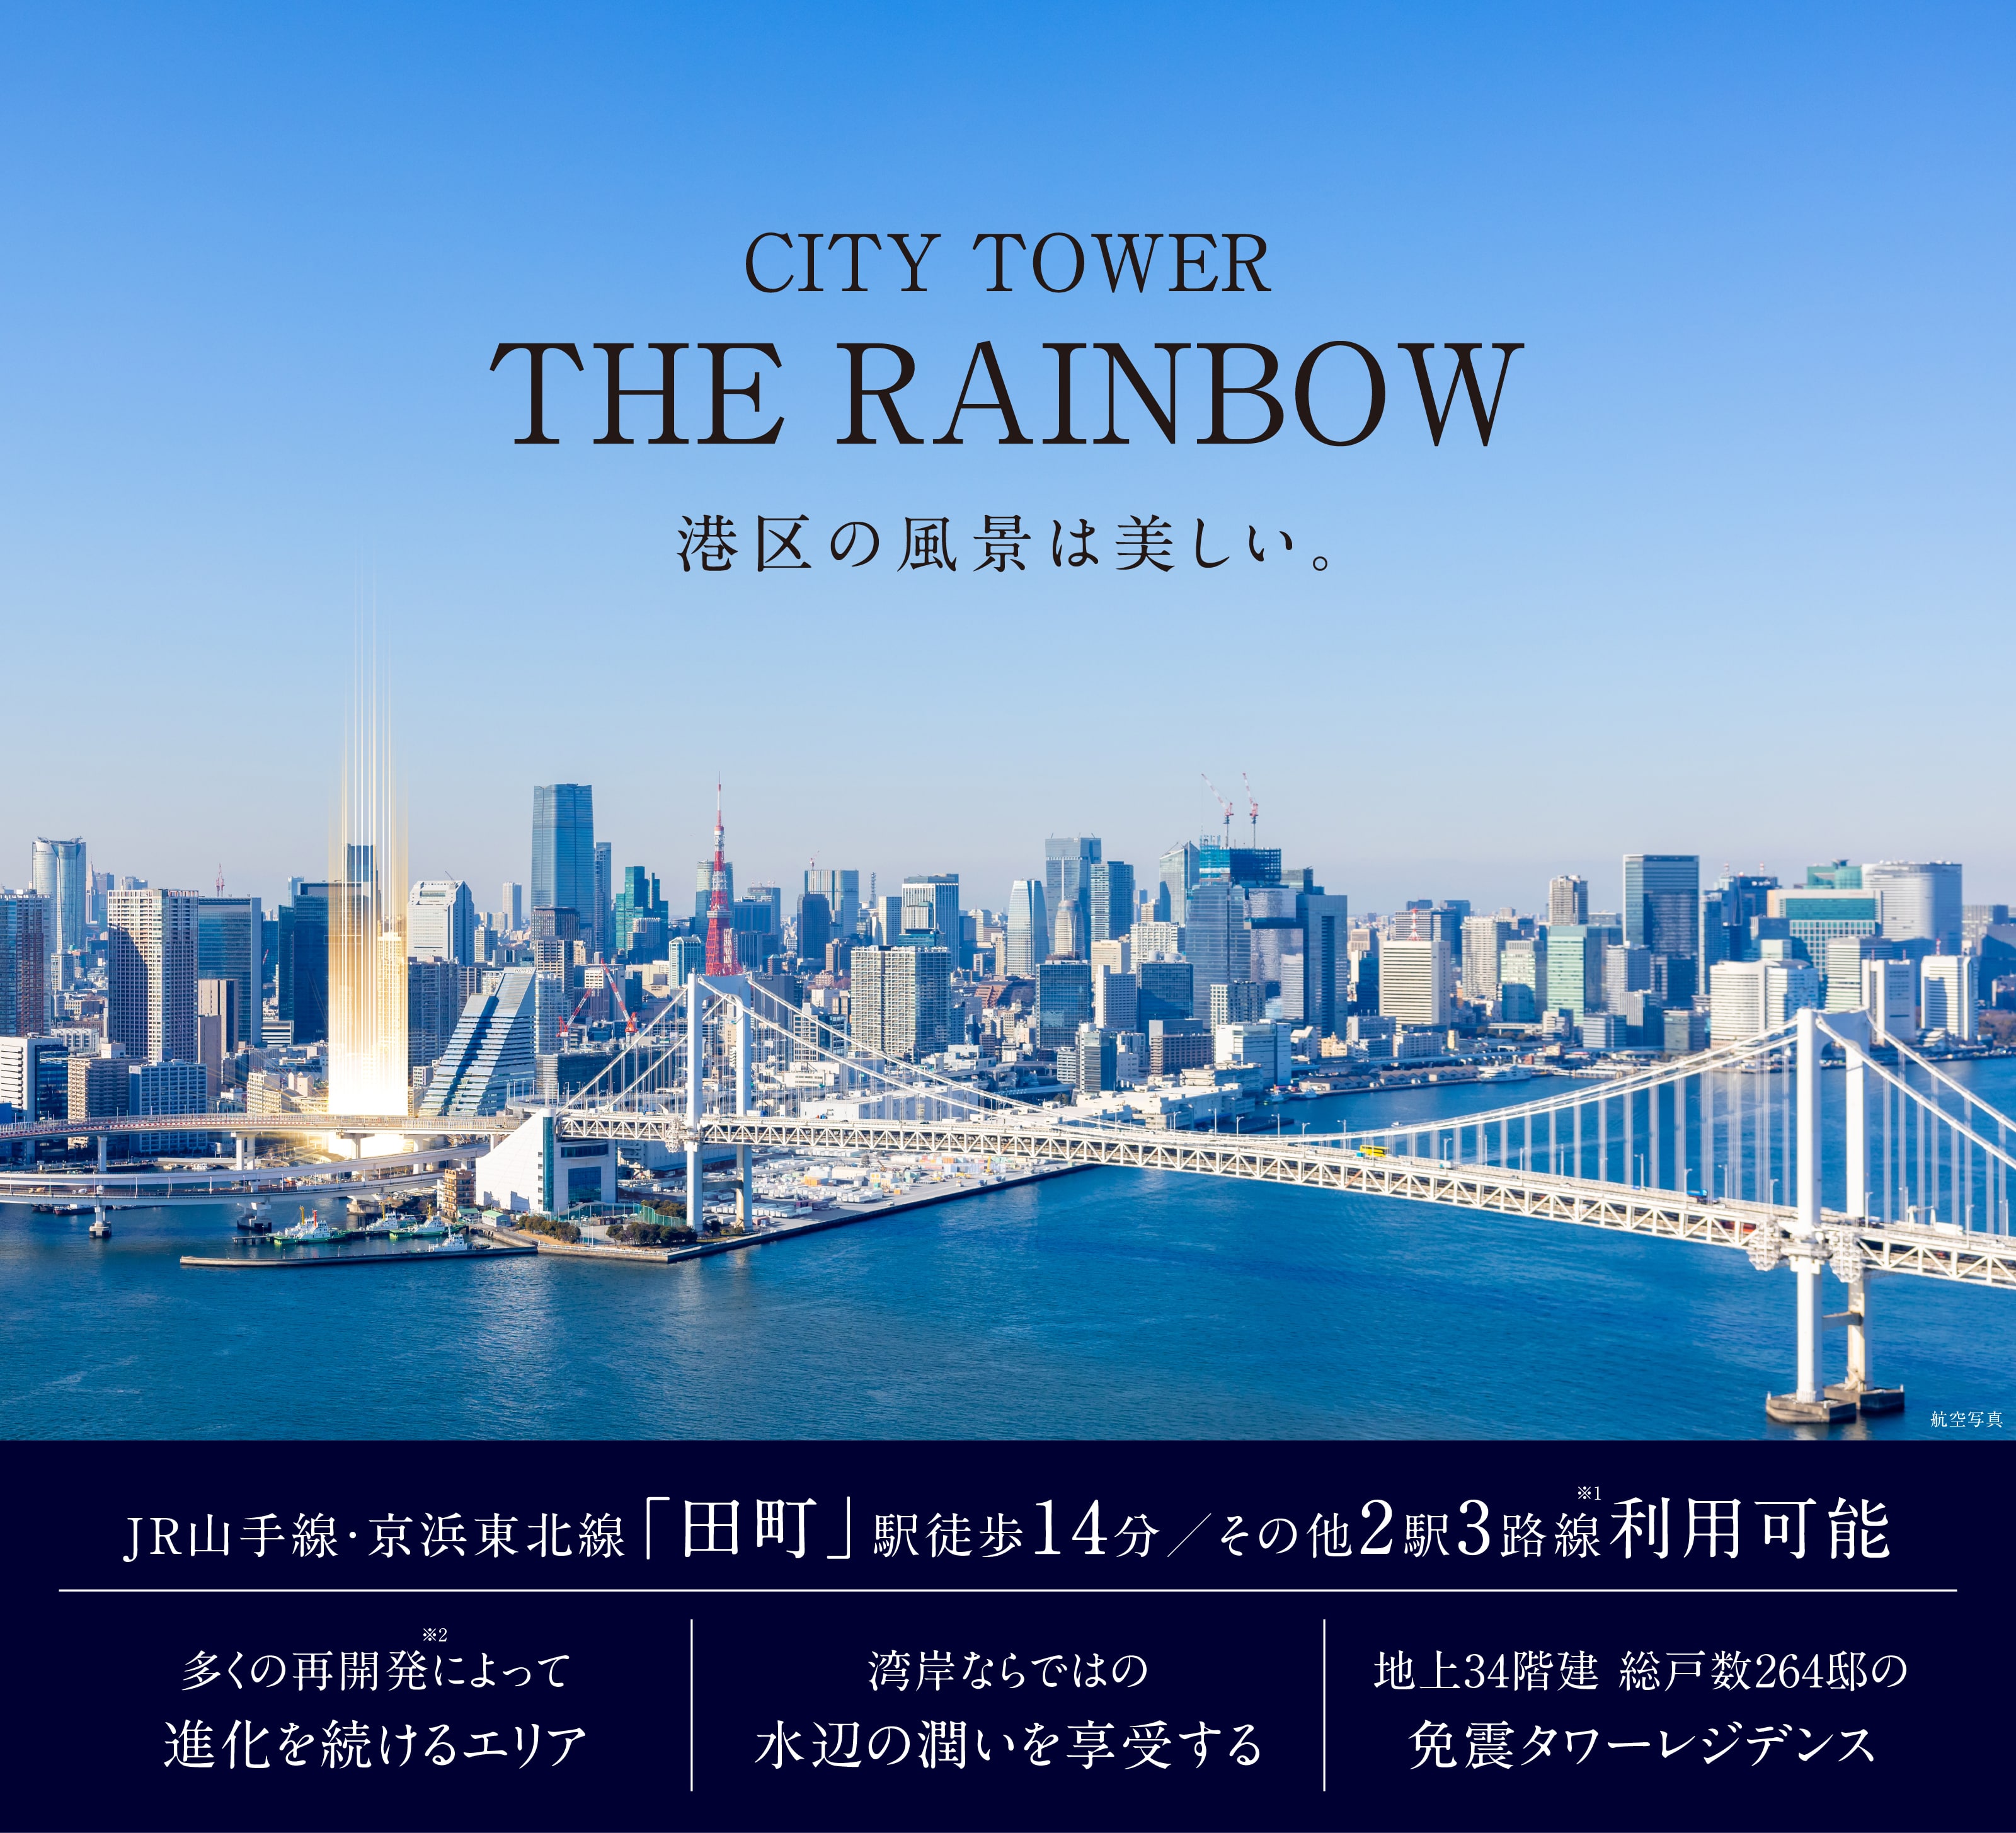 CITY TOWER
THE RAINBOW
港区の風景は美しい。
航空写真
JR山手線・京浜東北線「田町」駅徒歩14分／その他2駅3路線※1利用可能
多くの再開発※2によって
進化を続けるエリア
湾岸ならではの
水辺の潤いを享受する
地上34階建 総戸数264邸の
免震タワーレジデンス